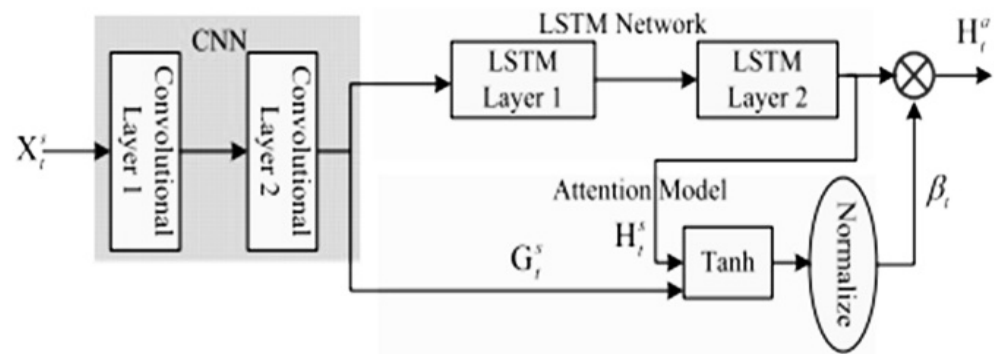 CNN
LSTM Network
X_t^s
Convolutional
Layer 1
Convolutional
Layer 2
LSTM
Layer 1
LSTM
Layer 2
H_t^a
Attention Model
H_t^s
G_t^s
Tanh
Normalize
β_t